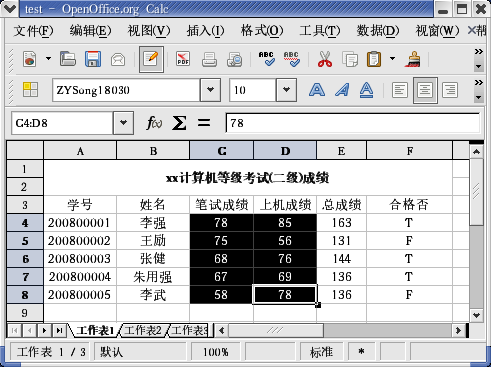 test - OpenOffice.org Calc
文件(F) 编辑(E) 视图(V) 插入(I) 格式(O) 工具(T) 数据(D) 视窗(W)
ABC ABC
ZYSong18030 10 A A A
C4:D8 f(x) Σ = 78
A B C D E F
1 xx计算机等级考试(二级)成绩
2
3 学号 姓名 笔试成绩 上机成绩 总成绩 合格否
4 200800001 李强 78 85 163 T
5 200800002 王励 75 56 131 F
6 200800003 张健 68 76 144 T
7 200800004 朱用强 67 69 136 T
8 200800005 李武 58 78 136 F
9
工作表1 工作表2 工作表3
工作表 1 / 3 默认 100% 标准 *